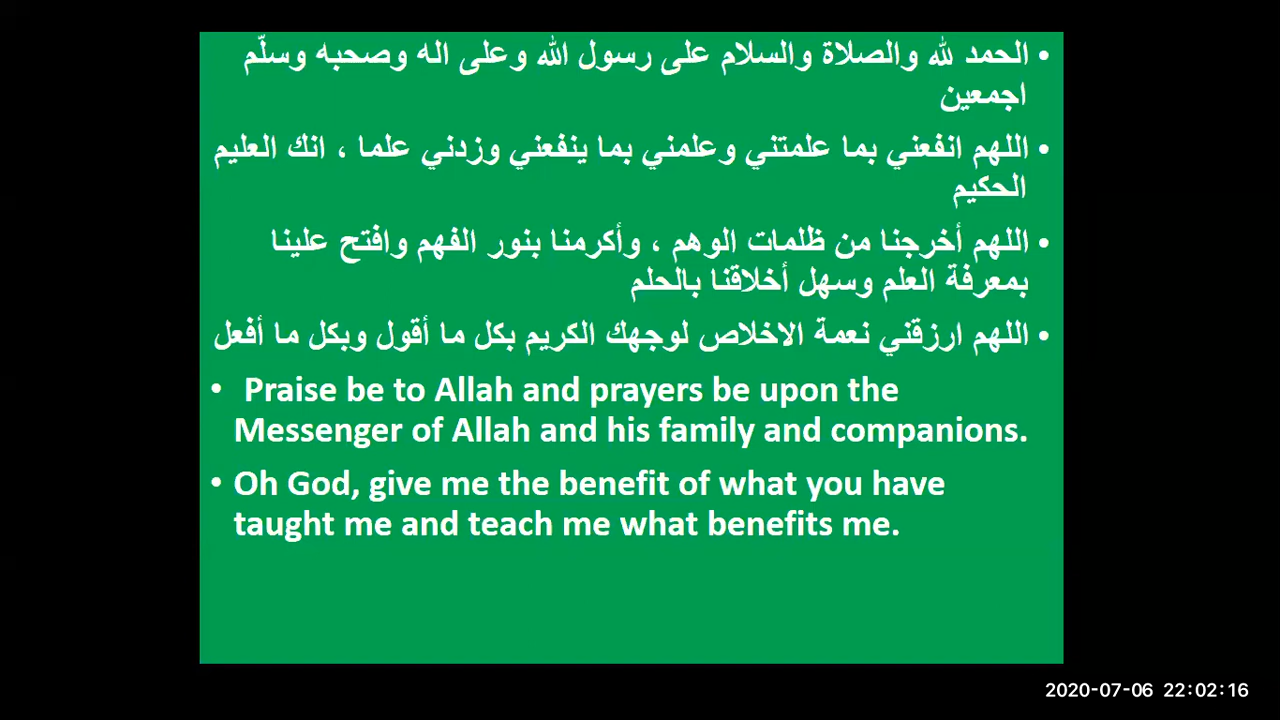 • الحمد لله والصلاة والسلام على رسول الله وعلى اله وصحبه وسلّم
اجمعين
• اللهم انفعني بما علمتني وعلمني بما ينفعني وزدني علما ، انك العليم
الحكيم
• اللهم أخرجنا من ظلمات الوهم ، وأكرمنا بنور الفهم وافتح علينا
بمعرفة العلم وسهل أخلاقنا بالحلم
• اللهم ارزقني نعمة الاخلاص لوجهك الكريم بكل ما أقول وبكل ما أفعل
• Praise be to Allah and prayers be upon the
Messenger of Allah and his family and companions.
• Oh God, give me the benefit of what you have
taught me and teach me what benefits me.
2020-07-06 22:02:16